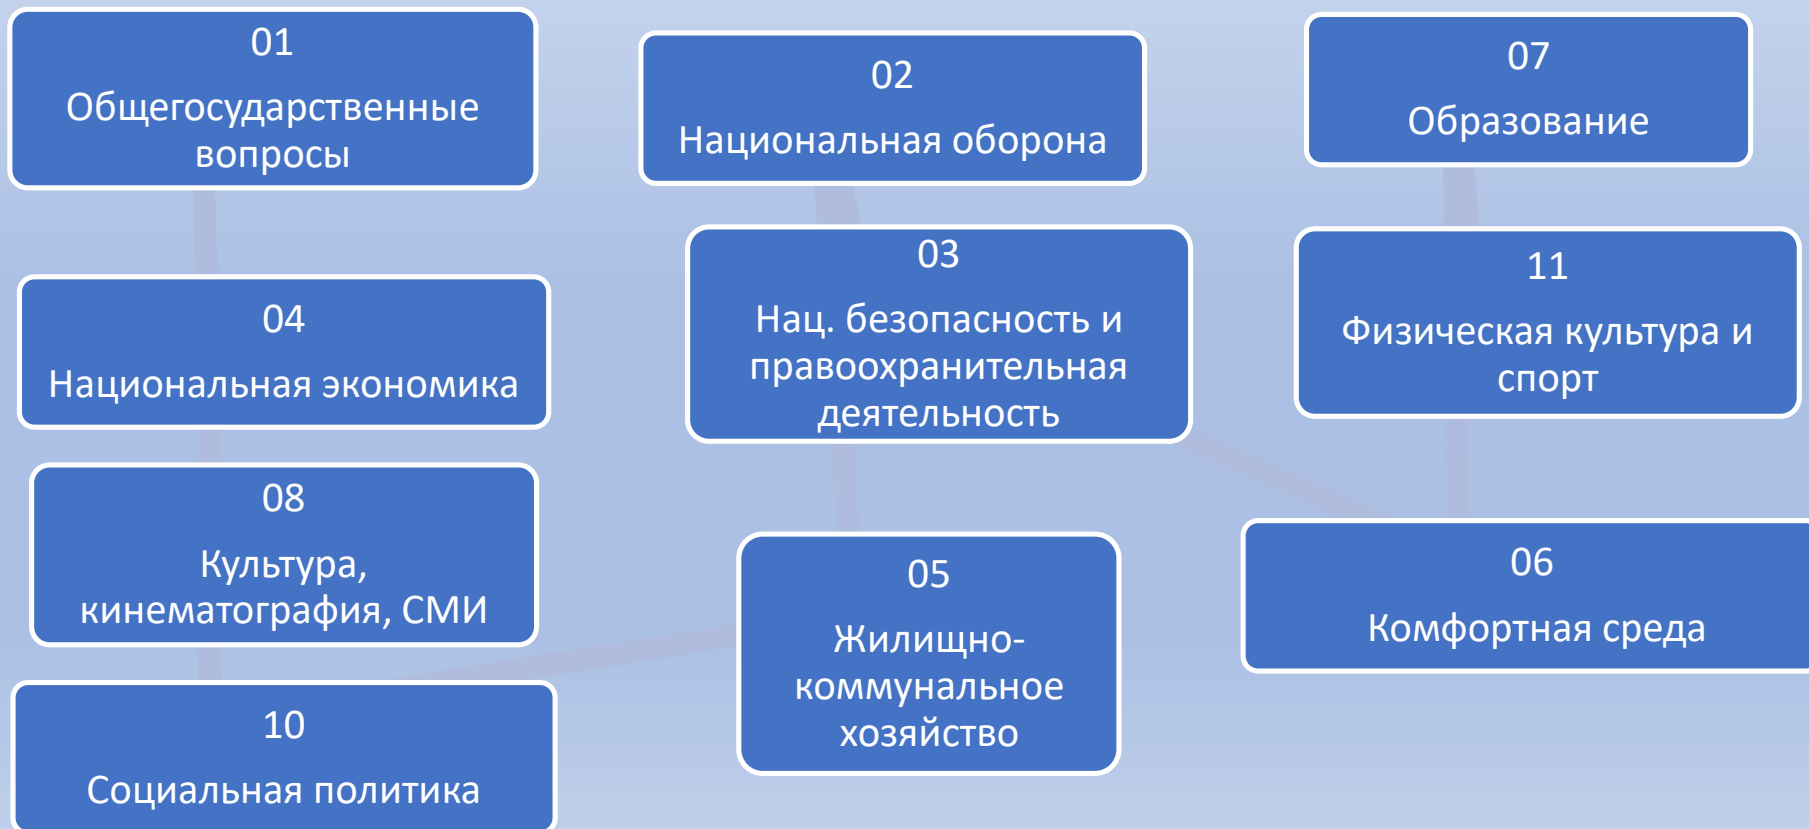 01
Общегосударственные
вопросы
04
Национальная экономика
08
Культура,
кинематография, СМИ
10
Социальная политика
02
Национальная оборона
03
Нац. безопасность и
правоохранительная
деятельность
05
Жилищно-
коммунальное
хозяйство
07
Образование
11
Физическая культура и
спорт
06
Комфортная среда